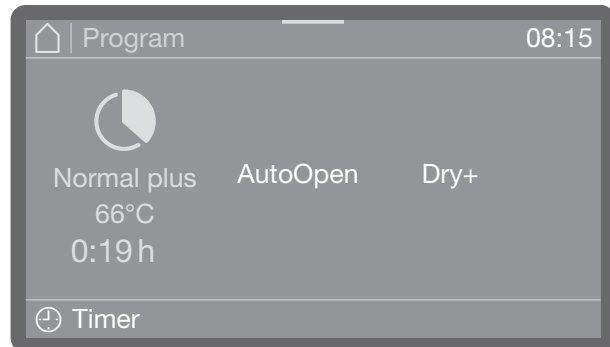 Program 08:15
Normal plus AutoOpen Dry+
66°C
0:19 h
Timer